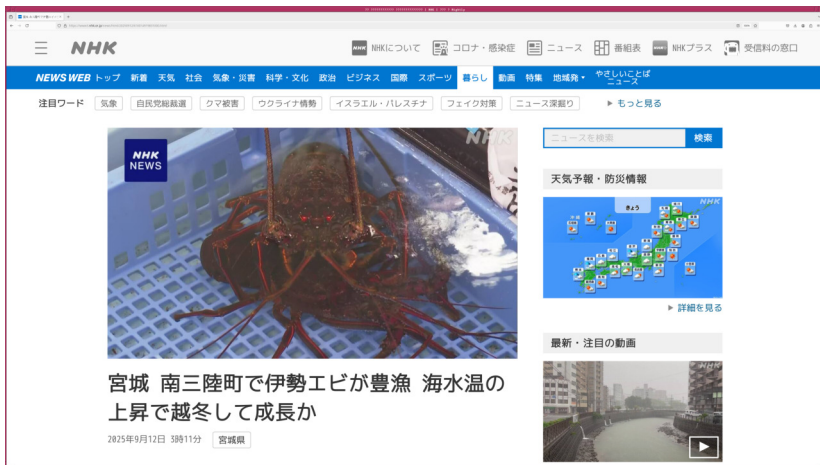 NHK
NHKについて
コロナ・感染症
ニュース
番組表
NHKプラス
受信料の窓口
NEWS WEB
トップ
新着
天気
社会
気象・災害
科学・文化
政治
ビジネス
国際
スポーツ
暮らし
動画
特集
地域発
やさしいことば
ニュース
注目ワード
気象
自民党総裁選
クマ被害
ウクライナ情勢
イスラエル・パレスチナ
フェイク対策
ニュース深掘り
もっと見る
NHK
NHK
NEWS
ニュースを検索
検索
天気予報・防災情報
きょう
NHK
詳細を見る
最新・注目の動画
NHK
宮城 南三陸町で伊勢エビが豊漁 海水温の
上昇で越冬して成長か
2025年9月12日 3時11分
宮城県